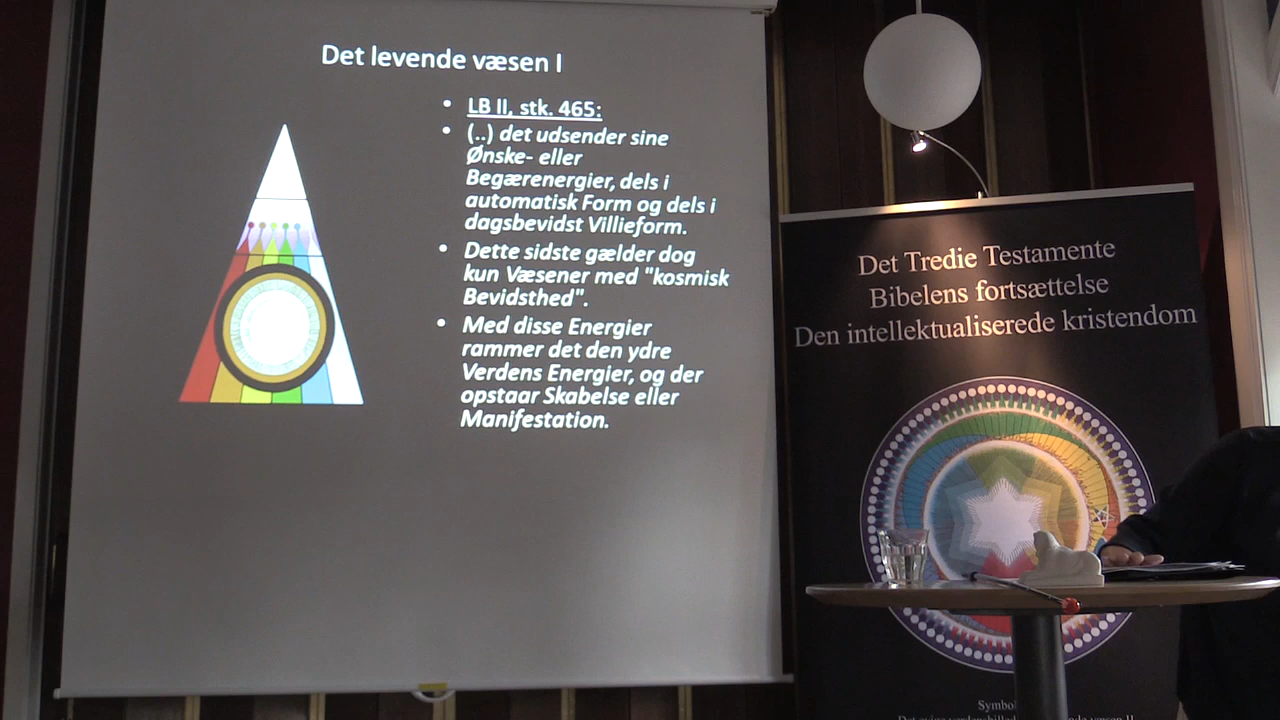 Det levende væsen I
• LB II, stk. 465:
• (..) det udsender sine
Ønske- eller
Begærenergier, dels i
automatisk Form og dels i
dagsbevidst Villieform.
• Dette sidste gælder dog
kun Væsener med "kosmisk
Bevidsthed".
• Med disse Energier
rammer det den ydre
Verdens Energier, og der
opstaar Skabelse eller
Manifestation.
Det Tredie Testamente
Bibelens fortsættelse
Den intellektualiserede kristendom